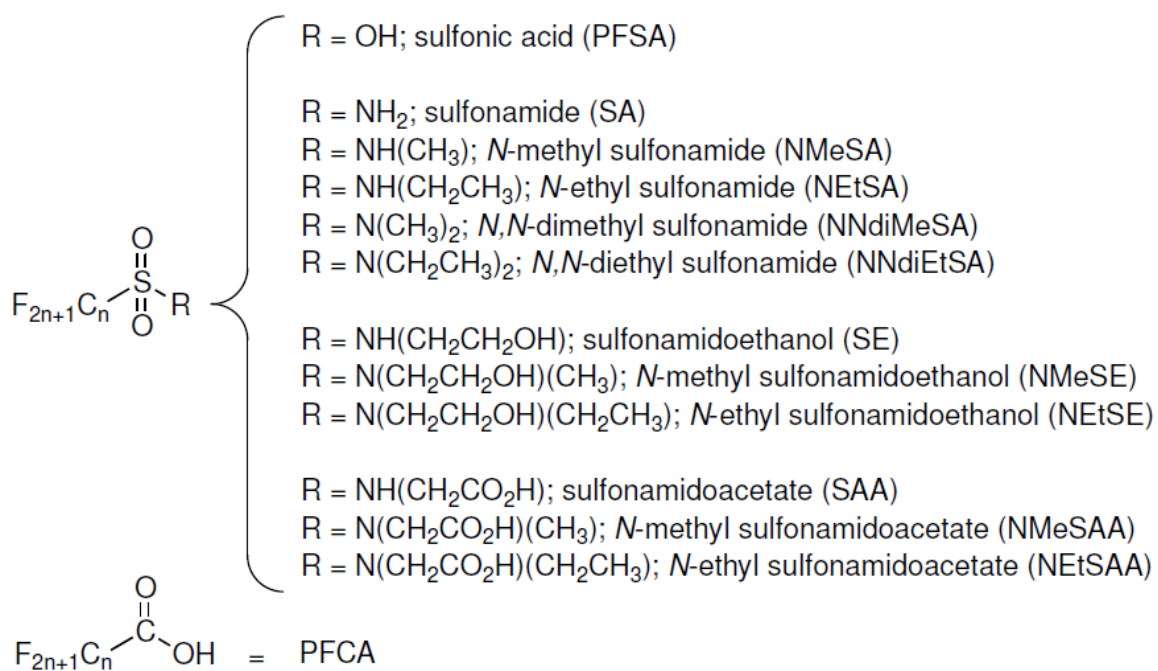 R = OH; sulfonic acid (PFSA)
R = NH₂; sulfonamide (SA)
R = NH(CH₃); N-methyl sulfonamide (NMeSA)
R = NH(CH₂CH₃); N-ethyl sulfonamide (NEtSA)
R = N(CH₃)₂; N,N-dimethyl sulfonamide (NNdiMeSA)
R = N(CH₂CH₃)₂; N,N-diethyl sulfonamide (NNdiEtSA)
O
F₂ₙ₊₁Cₙ S R
O
R = NH(CH₂CH₂OH); sulfonamidoethanol (SE)
R = N(CH₂CH₂OH)(CH₃); N-methyl sulfonamidoethanol (NMeSE)
R = N(CH₂CH₂OH)(CH₂CH₃); N-ethyl sulfonamidoethanol (NEtSE)
R = NH(CH₂CO₂H); sulfonamidoacetate (SAA)
R = N(CH₂CO₂H)(CH₃); N-methyl sulfonamidoacetate (NMeSAA)
R = N(CH₂CO₂H)(CH₂CH₃); N-ethyl sulfonamidoacetate (NEtSAA)
O
C
F₂ₙ₊₁Cₙ OH = PFCA